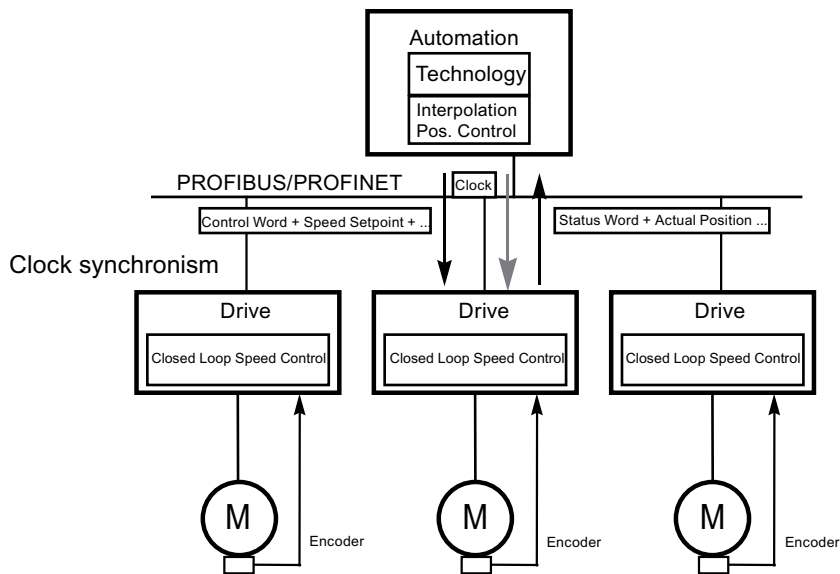 Automation
Technology
Interpolation
Pos. Control
PROFIBUS/PROFINET
Clock
Control Word + Speed Setpoint + ...
Status Word + Actual Position ...
Clock synchronism
Drive
Drive
Drive
Closed Loop Speed Control
Closed Loop Speed Control
Closed Loop Speed Control
M
M
M
Encoder
Encoder
Encoder